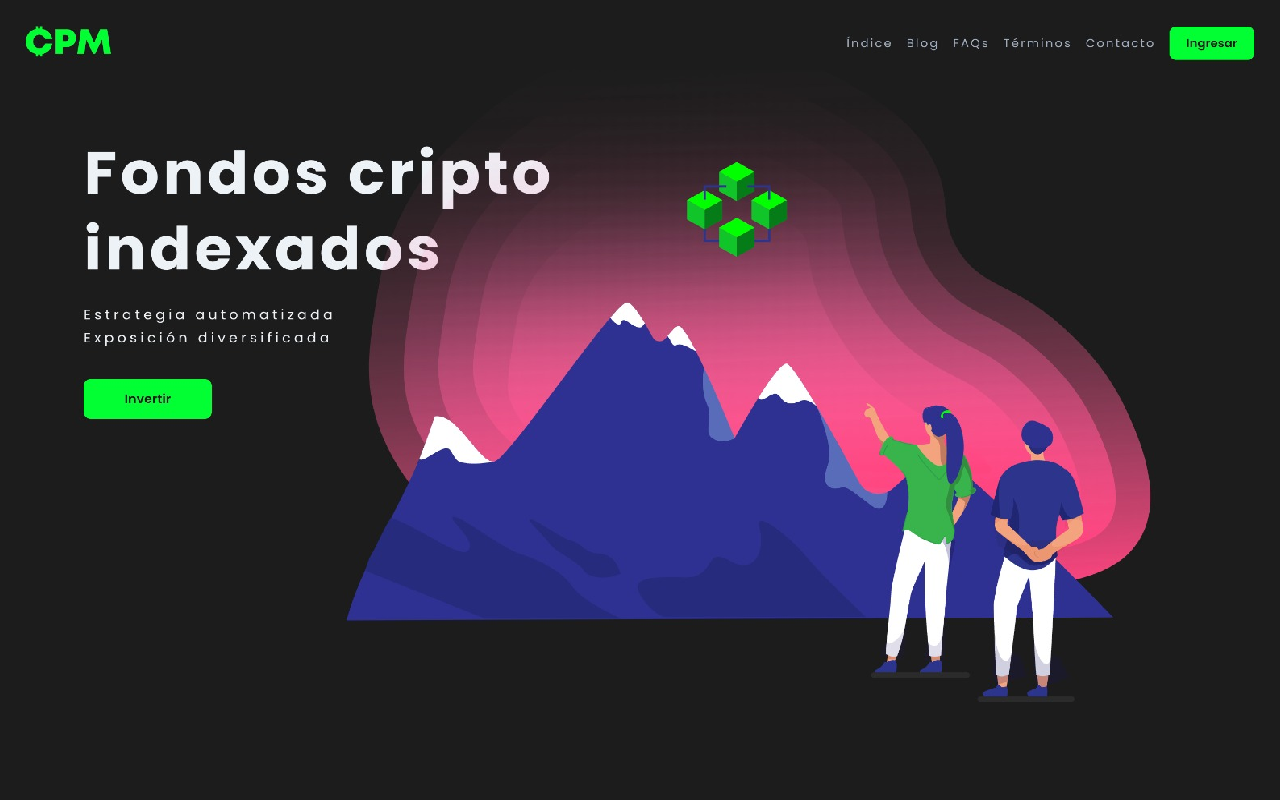 CPM
Índice Blog FAQs Términos Contacto Ingresar
Fondos cripto
indexados
Estrategia automatizada
Exposición diversificada
Invertir